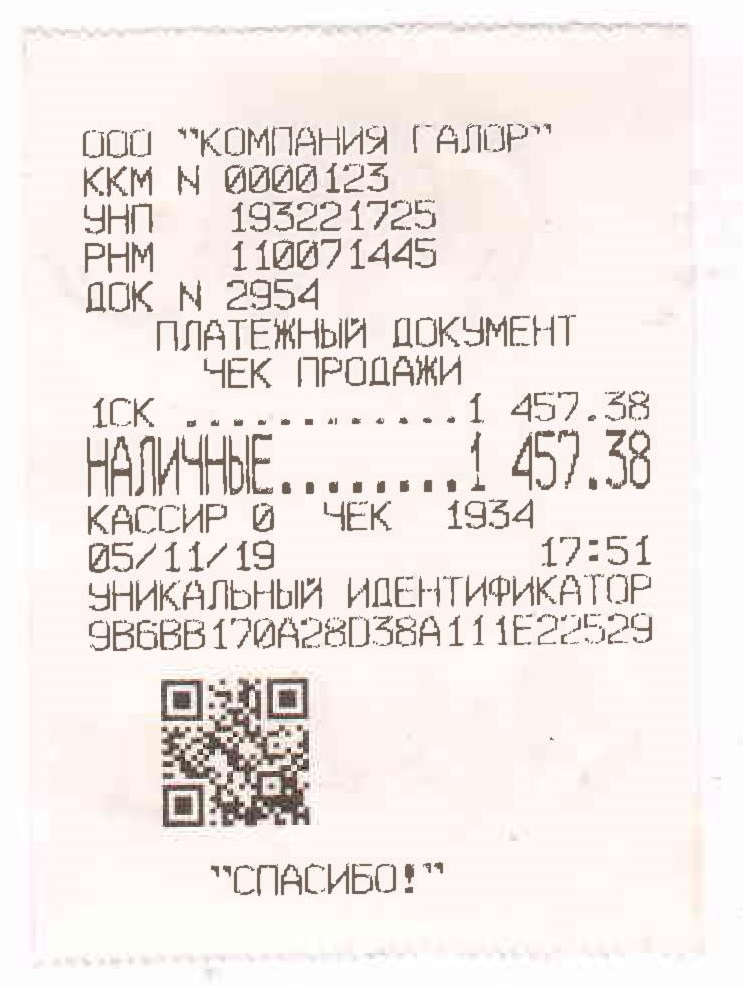 ООО "КОМПАНИЯ ГАЛОР"
ККМ N 0000123
УНП 193221725
РНМ 110071445
ДОК N 2954
ПЛАТЕЖНЫЙ ДОКУМЕНТ
ЧЕК ПРОДАЖИ
1СК .............1 457.38
НАЛИЧНЫЕ........1 457.38
КАССИР 0 ЧЕК 1934
05/11/19 17:51
УНИКАЛЬНЫЙ ИДЕНТИФИКАТОР
9B6BB170A28D38A111E22529
"СПАСИБО!"